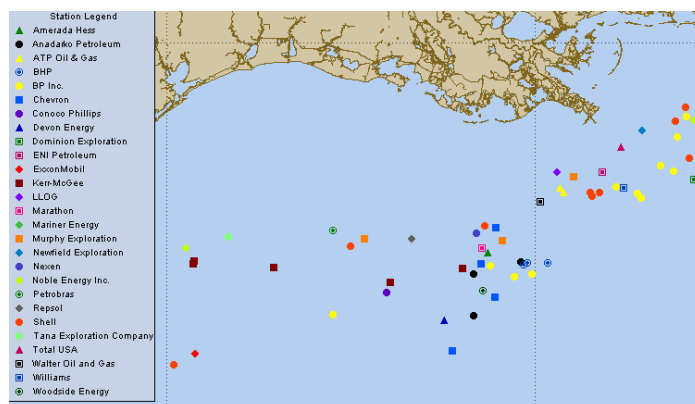 Station Legend
Amerada Hess
Anadarko Petroleum
ATP Oil & Gas
BHP
BP Inc.
Chevron
Conoco Phillips
Devon Energy
Dominion Exploration
ENI Petroleum
ExxonMobil
Kerr-McGee
LLOG
Marathon
Mariner Energy
Murphy Exploration
Newfield Exploration
Nexen
Noble Energy Inc.
Petrobras
Repsol
Shell
Tana Exploration Company
Total USA
Walter Oil and Gas
Williams
Woodside Energy